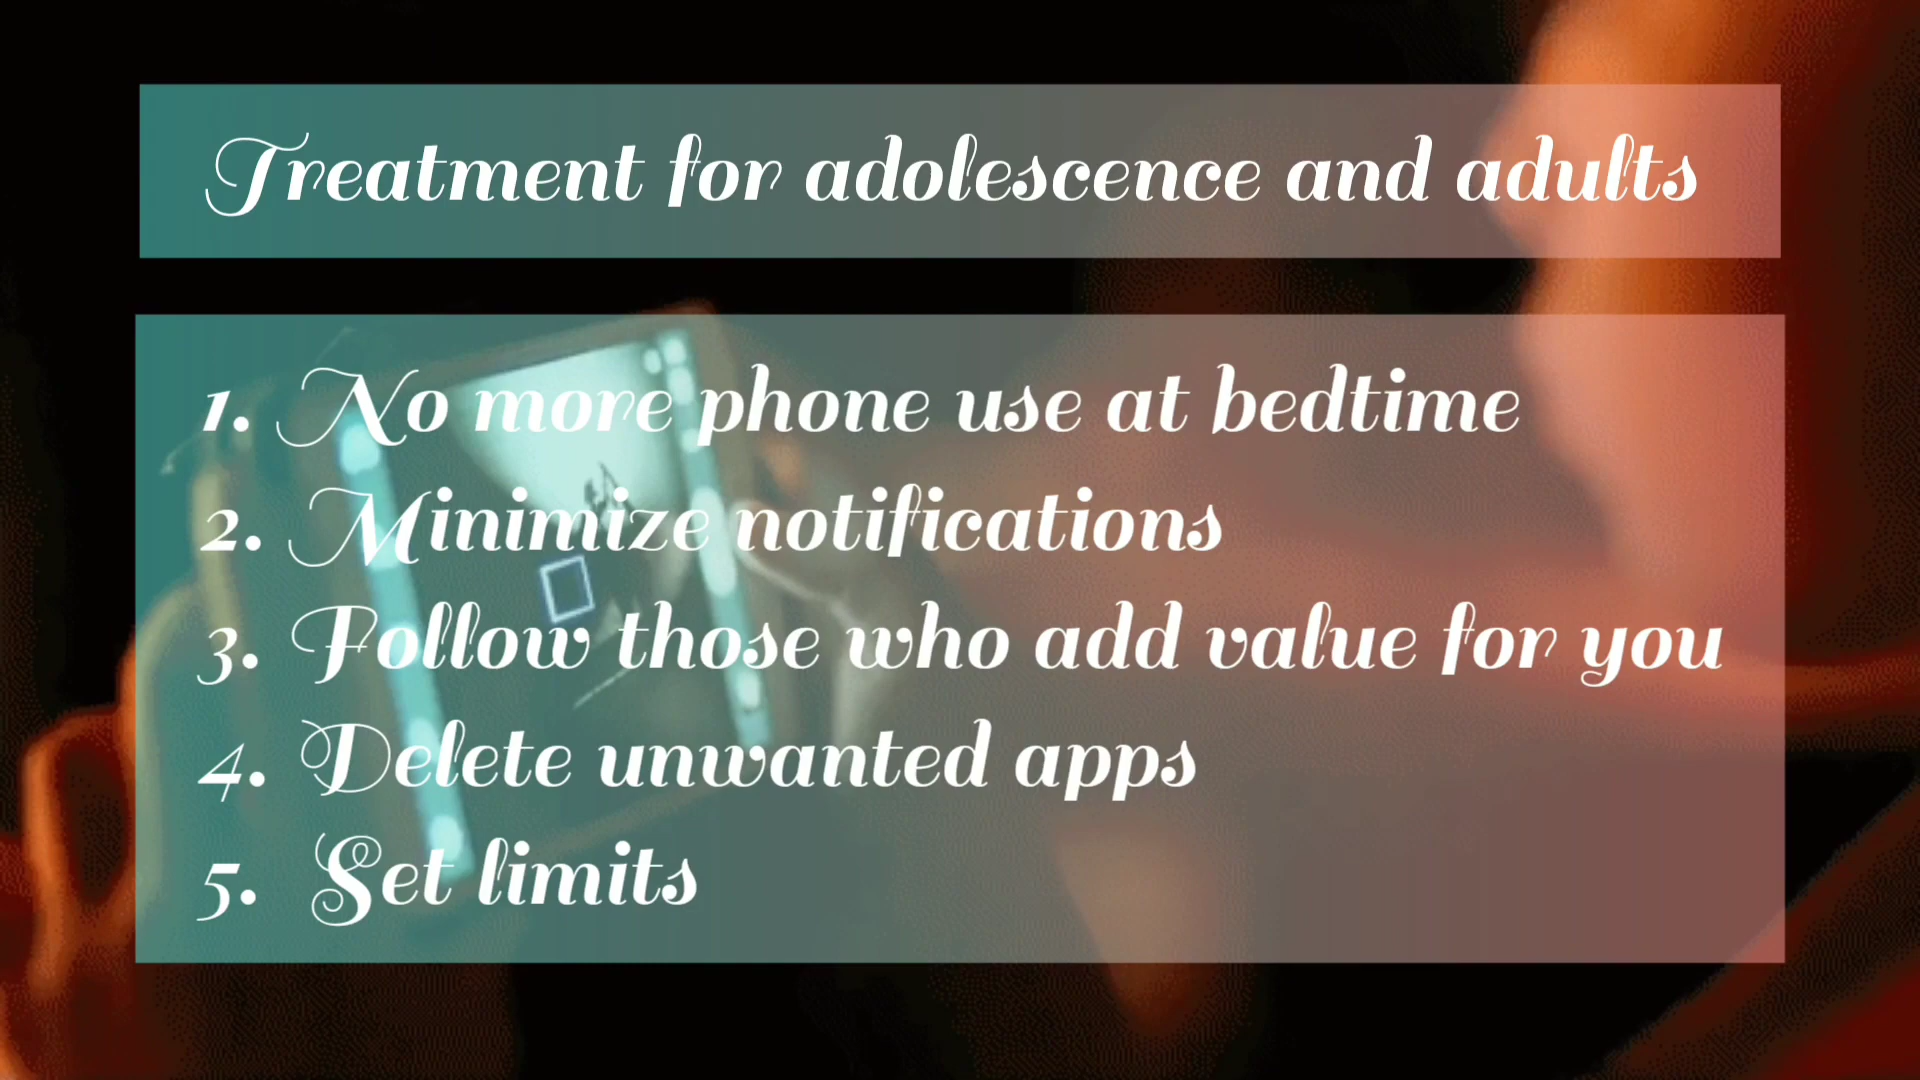 Treatment for adolescence and adults
1. No more phone use at bedtime
2. Minimize notifications
3. Follow those who add value for you
4. Delete unwanted apps
5. Set limits